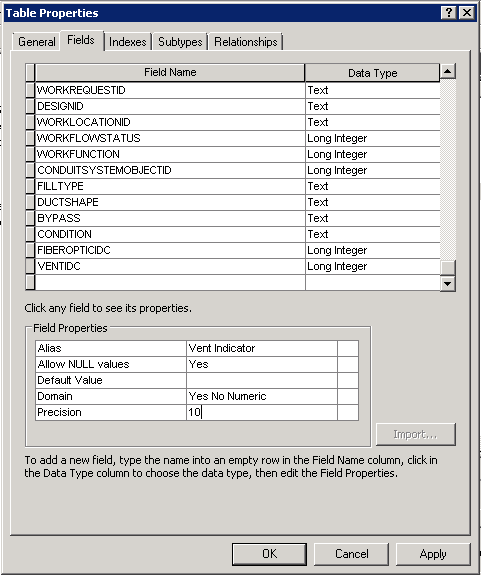 Table Properties
General Fields Indexes Subtypes Relationships
Field Name Data Type
WORKREQUESTID Text
DESIGNID Text
WORKLOCATIONID Text
WORKFLOWSTATUS Long Integer
WORKFUNCTION Long Integer
CONDUITSYSTEMOBJECTID Long Integer
FILLTYPE Text
DUCTSHAPE Text
BYPASS Text
CONDITION Text
FIBEROPTICIDC Long Integer
VENTIDC Long Integer
Click any field to see its properties.
Field Properties
Alias Vent Indicator
Allow NULL values Yes
Default Value
Domain Yes No Numeric
Precision 10
Import...
To add a new field, type the name into an empty row in the Field Name column, click in
the Data Type column to choose the data type, then edit the Field Properties.
OK Cancel Apply